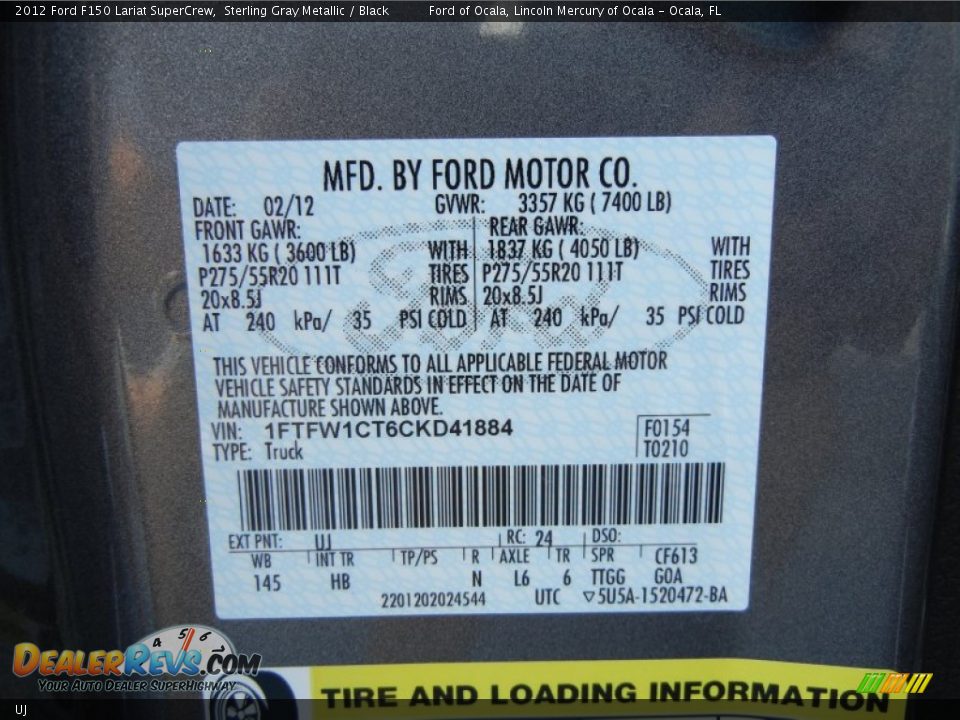 2012 Ford F150 Lariat SuperCrew, Sterling Gray Metallic / Black Ford of Ocala, Lincoln Mercury of Ocala - Ocala, FL
MFD. BY FORD MOTOR CO.
DATE: 02/12 GVWR: 3357 KG ( 7400 LB)
FRONT GAWR: REAR GAWR:
1633 KG ( 3600 LB) WITH 1837 KG ( 4050 LB) WITH
P275/55R20 111T TIRES P275/55R20 111T TIRES
20x8.5J RIMS 20x8.5J RIMS
AT 240 kPa/ 35 PSI COLD AT 240 kPa/ 35 PSI COLD
Ford
THIS VEHICLE CONFORMS TO ALL APPLICABLE FEDERAL MOTOR
VEHICLE SAFETY STANDARDS IN EFFECT ON THE DATE OF
MANUFACTURE SHOWN ABOVE.
VIN: 1FTFW1CT6CKD41884 F0154
TYPE: Truck T0210
EXT PNT: UJ RC: 24 DSO:
WB INT TR TP/PS R AXLE TR SPR CF613
145 HB N L6 6 TTGG GOA
2201202024544 UTC ▽5U5A-1520472-BA
4 5 6
DEALERREVS.COM
YOUR AUTO DEALER SUPERHIGHWAY
TIRE AND LOADING INFORMATION
UJ